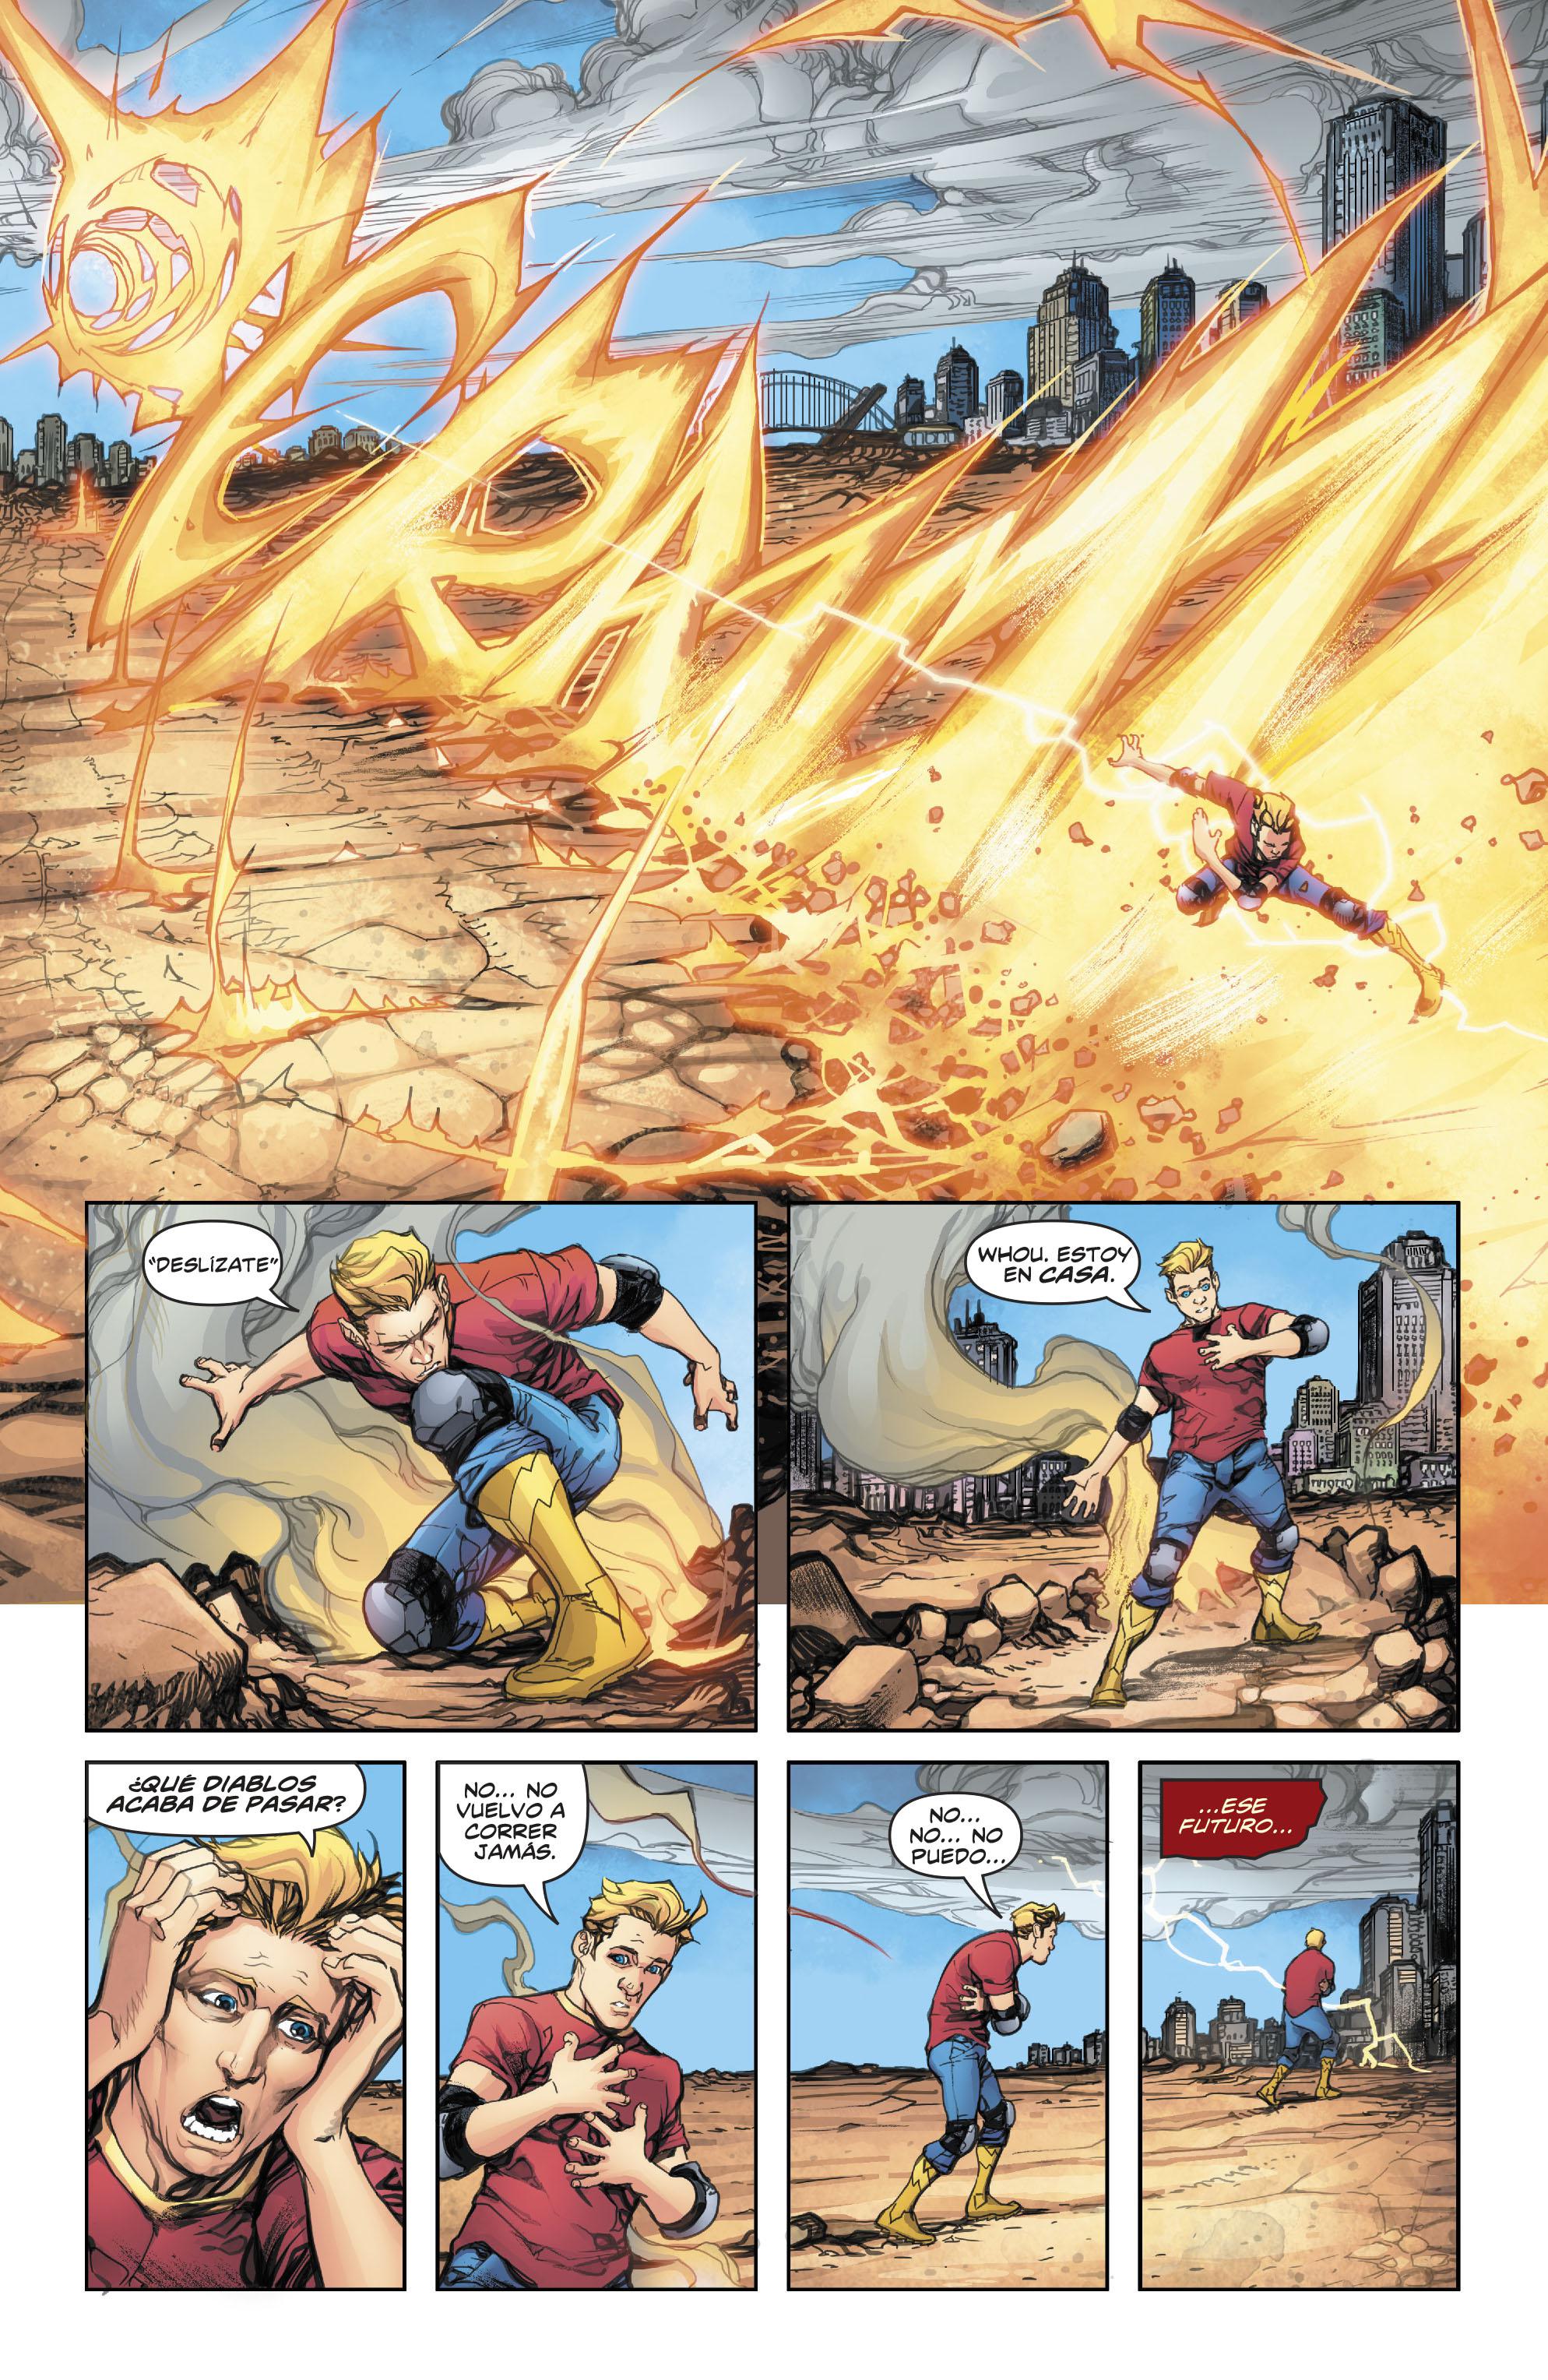 "DESLÍZATE"
WHOU. ESTOY
EN CASA.
¿QUÉ DIABLOS
ACABA DE PASAR?
NO... NO
VUELVO A
CORRER
JAMÁS.
NO...
NO... NO
PUEDO...
...ESE
FUTURO...